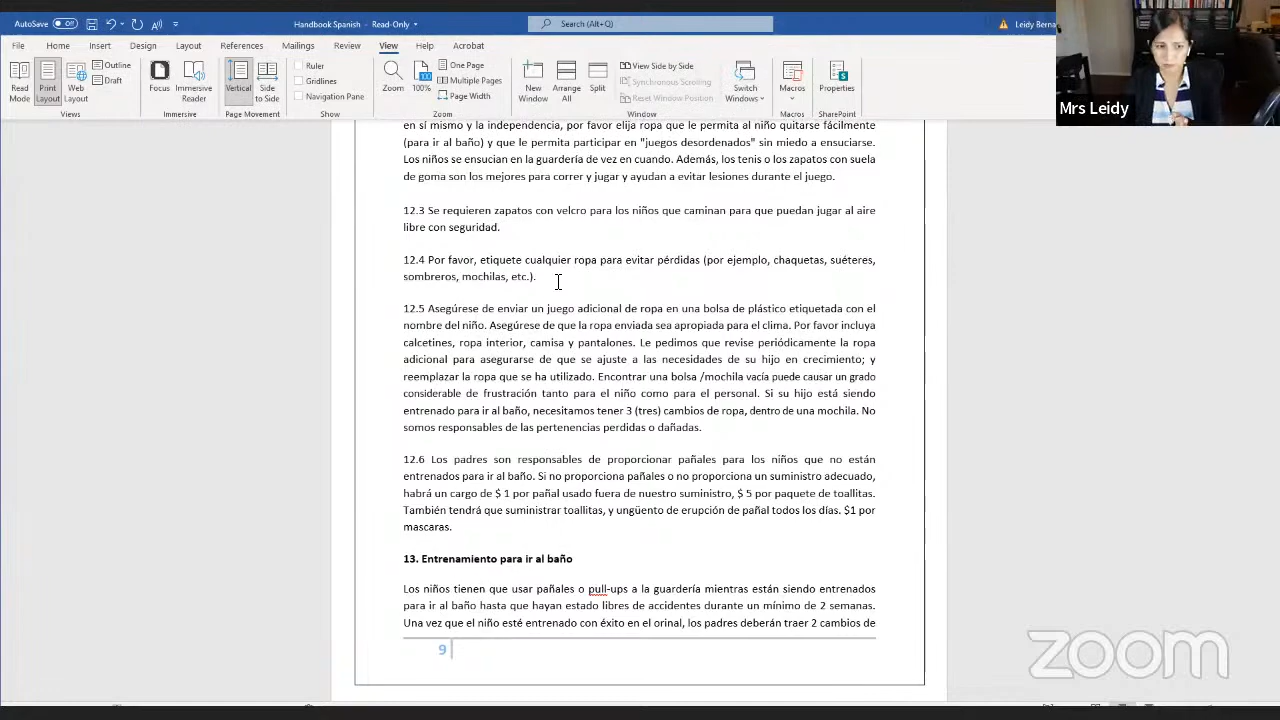 AutoSave Off Handbook Spanish - Read-Only Search (Alt+Q) Leidy Berna
File Home Insert Design Layout References Mailings Review View Help Acrobat
Read Mode Print Layout Web Layout Outline Draft Focus Immersive Reader Vertical Side to Side Ruler Gridlines Navigation Pane Zoom 100% One Page Multiple Pages Page Width New Window Arrange All Split View Side by Side Synchronous Scrolling Reset Window Position Switch Windows Macros Properties
Views Immersive Page Movement Show Zoom Window Macros SharePoint
Mrs Leidy
en sí mismo y la independencia, por favor elija ropa que le permita al niño quitarse fácilmente
(para ir al baño) y que le permita participar en "juegos desordenados" sin miedo a ensuciarse.
Los niños se ensucian en la guardería de vez en cuando. Además, los tenis o los zapatos con suela
de goma son los mejores para correr y jugar y ayudan a evitar lesiones durante el juego.
12.3 Se requieren zapatos con velcro para los niños que caminan para que puedan jugar al aire
libre con seguridad.
12.4 Por favor, etiquete cualquier ropa para evitar pérdidas (por ejemplo, chaquetas, suéteres,
sombreros, mochilas, etc.).
12.5 Asegúrese de enviar un juego adicional de ropa en una bolsa de plástico etiquetada con el
nombre del niño. Asegúrese de que la ropa enviada sea apropiada para el clima. Por favor incluya
calcetines, ropa interior, camisa y pantalones. Le pedimos que revise periódicamente la ropa
adicional para asegurarse de que se ajuste a las necesidades de su hijo en crecimiento; y
reemplazar la ropa que se ha utilizado. Encontrar una bolsa /mochila vacía puede causar un grado
considerable de frustración tanto para el niño como para el personal. Si su hijo está siendo
entrenado para ir al baño, necesitamos tener 3 (tres) cambios de ropa, dentro de una mochila. No
somos responsables de las pertenencias perdidas o dañadas.
12.6 Los padres son responsables de proporcionar pañales para los niños que no están
entrenados para ir al baño. Si no proporciona pañales o no proporciona un suministro adecuado,
habrá un cargo de $ 1 por pañal usado fuera de nuestro suministro, $ 5 por paquete de toallitas.
También tendrá que suministrar toallitas, y ungüento de erupción de pañal todos los días. $1 por
mascaras.
13. Entrenamiento para ir al baño
Los niños tienen que usar pañales o pull-ups a la guardería mientras están siendo entrenados
para ir al baño hasta que hayan estado libres de accidentes durante un mínimo de 2 semanas.
Una vez que el niño esté entrenado con éxito en el orinal, los padres deberán traer 2 cambios de
9
zoom